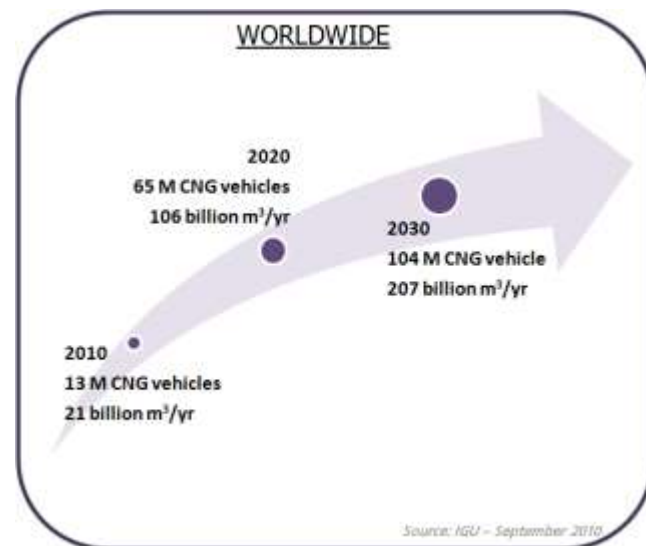 WORLDWIDE
2020
65 M CNG vehicles
106 billion m³/yr
2030
104 M CNG vehicle
207 billion m³/yr
2010
13 M CNG vehicles
21 billion m³/yr
Source: IGU – September 2010